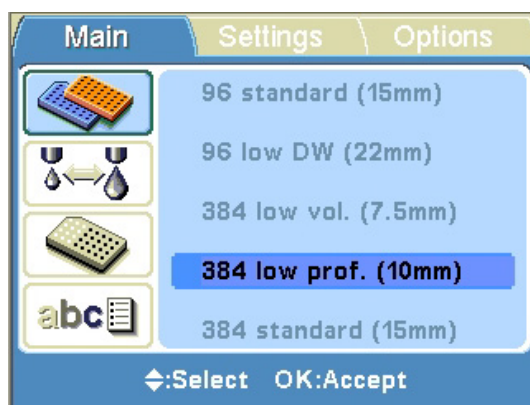 Main Settings Options
96 standard (15mm)
96 low DW (22mm)
384 low vol. (7.5mm)
384 low prof. (10mm)
abc 384 standard (15mm)
:Select OK:Accept